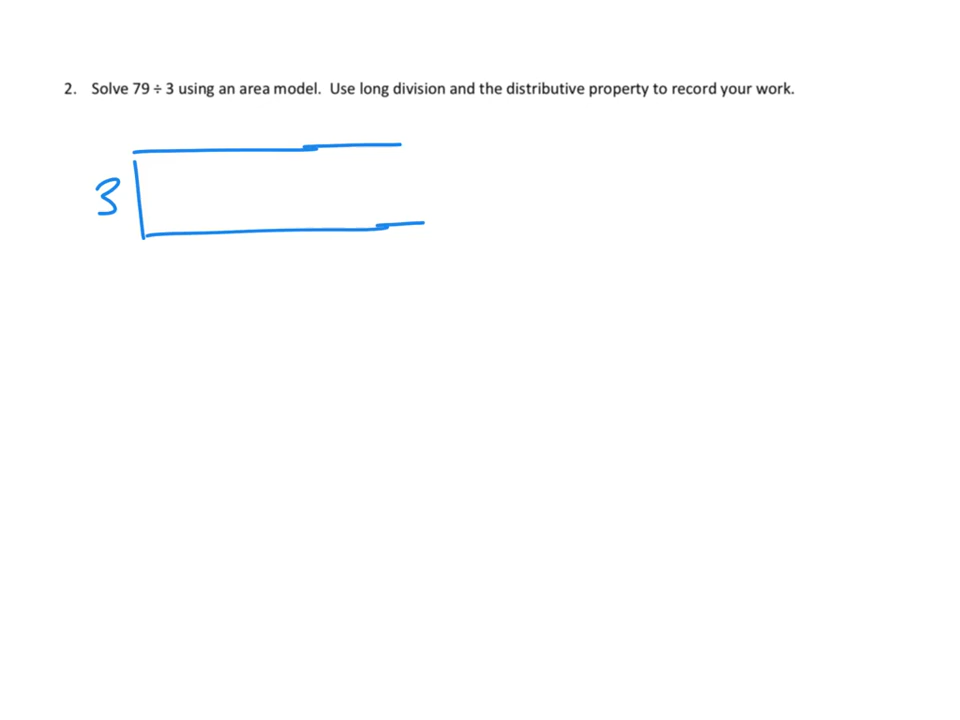 2. Solve 79 ÷ 3 using an area model. Use long division and the distributive property to record your work.
3